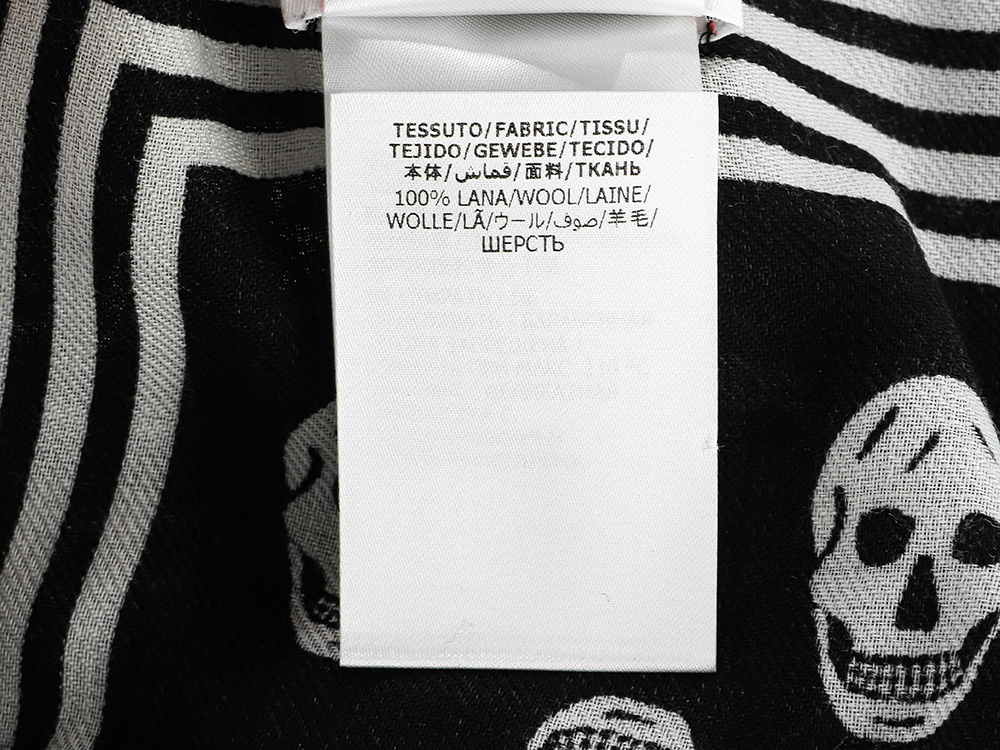 TESSUTO/FABRIC/TISSU/
TEJIDO/GEWEBE/TECIDO/
本体/قماش/面料/ТКАНЬ
100% LANA/WOOL/LAINE/
WOLLE/LÃ/ウール/صوف/羊毛/
ШЕРСТЬ